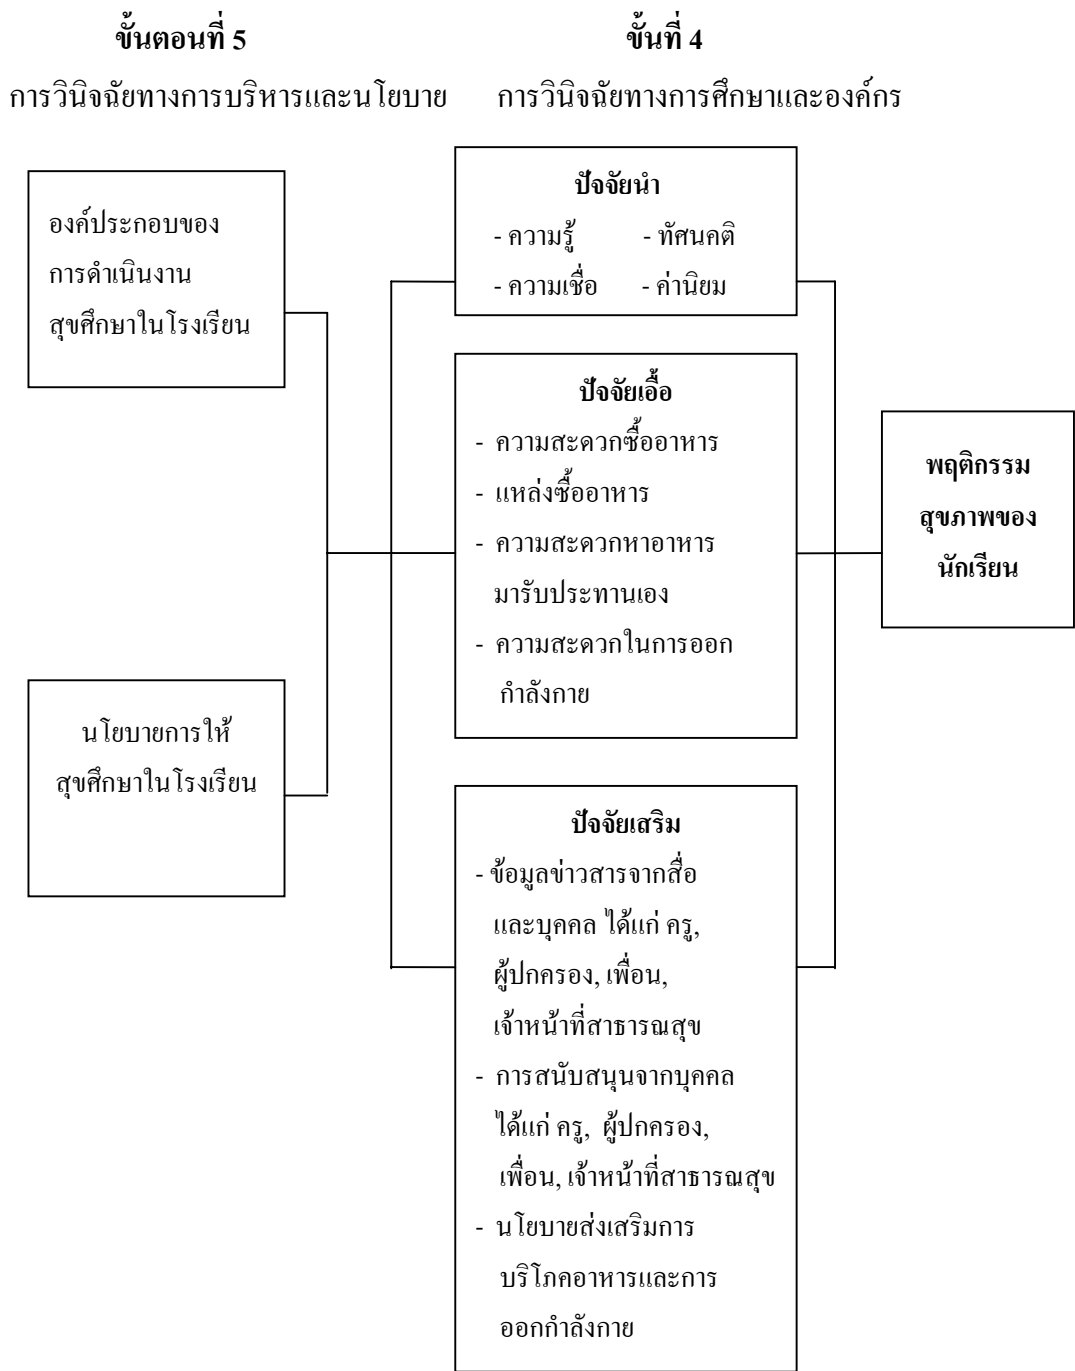 ขั้นตอนที่ 5
การวินิจฉัยทางการบริหารและนโยบาย
ขั้นที่ 4
การวินิจฉัยทางการศึกษาและองค์กร
องค์ประกอบของ
การดำเนินงาน
สุขศึกษาในโรงเรียน
นโยบายการให้
สุขศึกษาในโรงเรียน
ปัจจัยนำ
- ความรู้ - ทัศนคติ
- ความเชื่อ - ค่านิยม
ปัจจัยเอื้อ
- ความสะดวกซื้ออาหาร
- แหล่งซื้ออาหาร
- ความสะดวกหาอาหาร
มารับประทานเอง
- ความสะดวกในการออก
กำลังกาย
ปัจจัยเสริม
- ข้อมูลข่าวสารจากสื่อ
และบุคคล ได้แก่ ครู,
ผู้ปกครอง, เพื่อน,
เจ้าหน้าที่สาธารณสุข
- การสนับสนุนจากบุคคล
ได้แก่ ครู, ผู้ปกครอง,
เพื่อน, เจ้าหน้าที่สาธารณสุข
- นโยบายส่งเสริมการ
บริโภคอาหารและการ
ออกกำลังกาย
พฤติกรรม
สุขภาพของ
นักเรียน